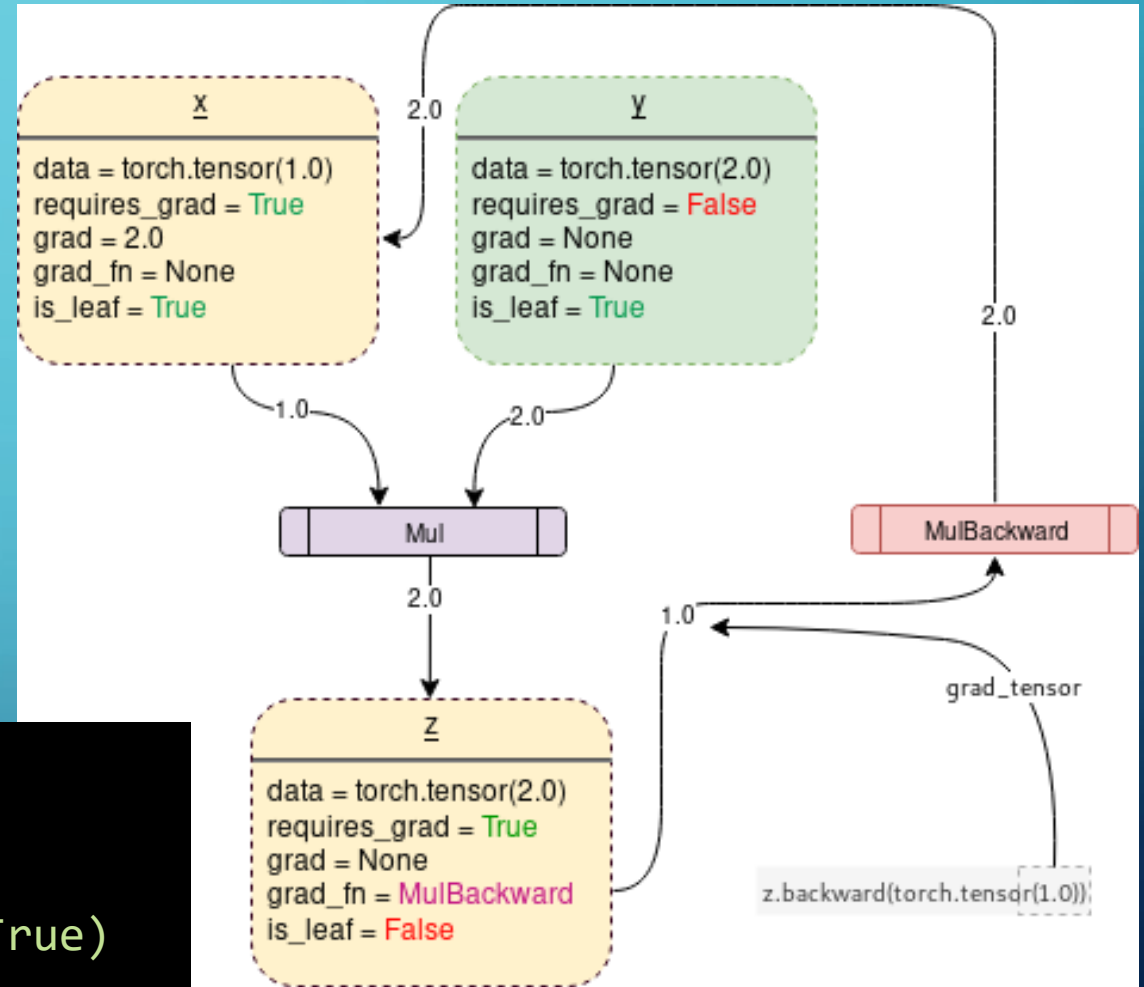 2.0
x
data = torch.tensor(1.0)
requires_grad = True
grad = 2.0
grad_fn = None
is_leaf = True
y
data = torch.tensor(2.0)
requires_grad = False
grad = None
grad_fn = None
is_leaf = True
2.0
1.0
2.0
Mul
MulBackward
2.0
1.0
grad_tensor
z
data = torch.tensor(2.0)
requires_grad = True
grad = None
grad_fn = MulBackward
is_leaf = False
z.backward(torch.tensor(1.0))
rue)